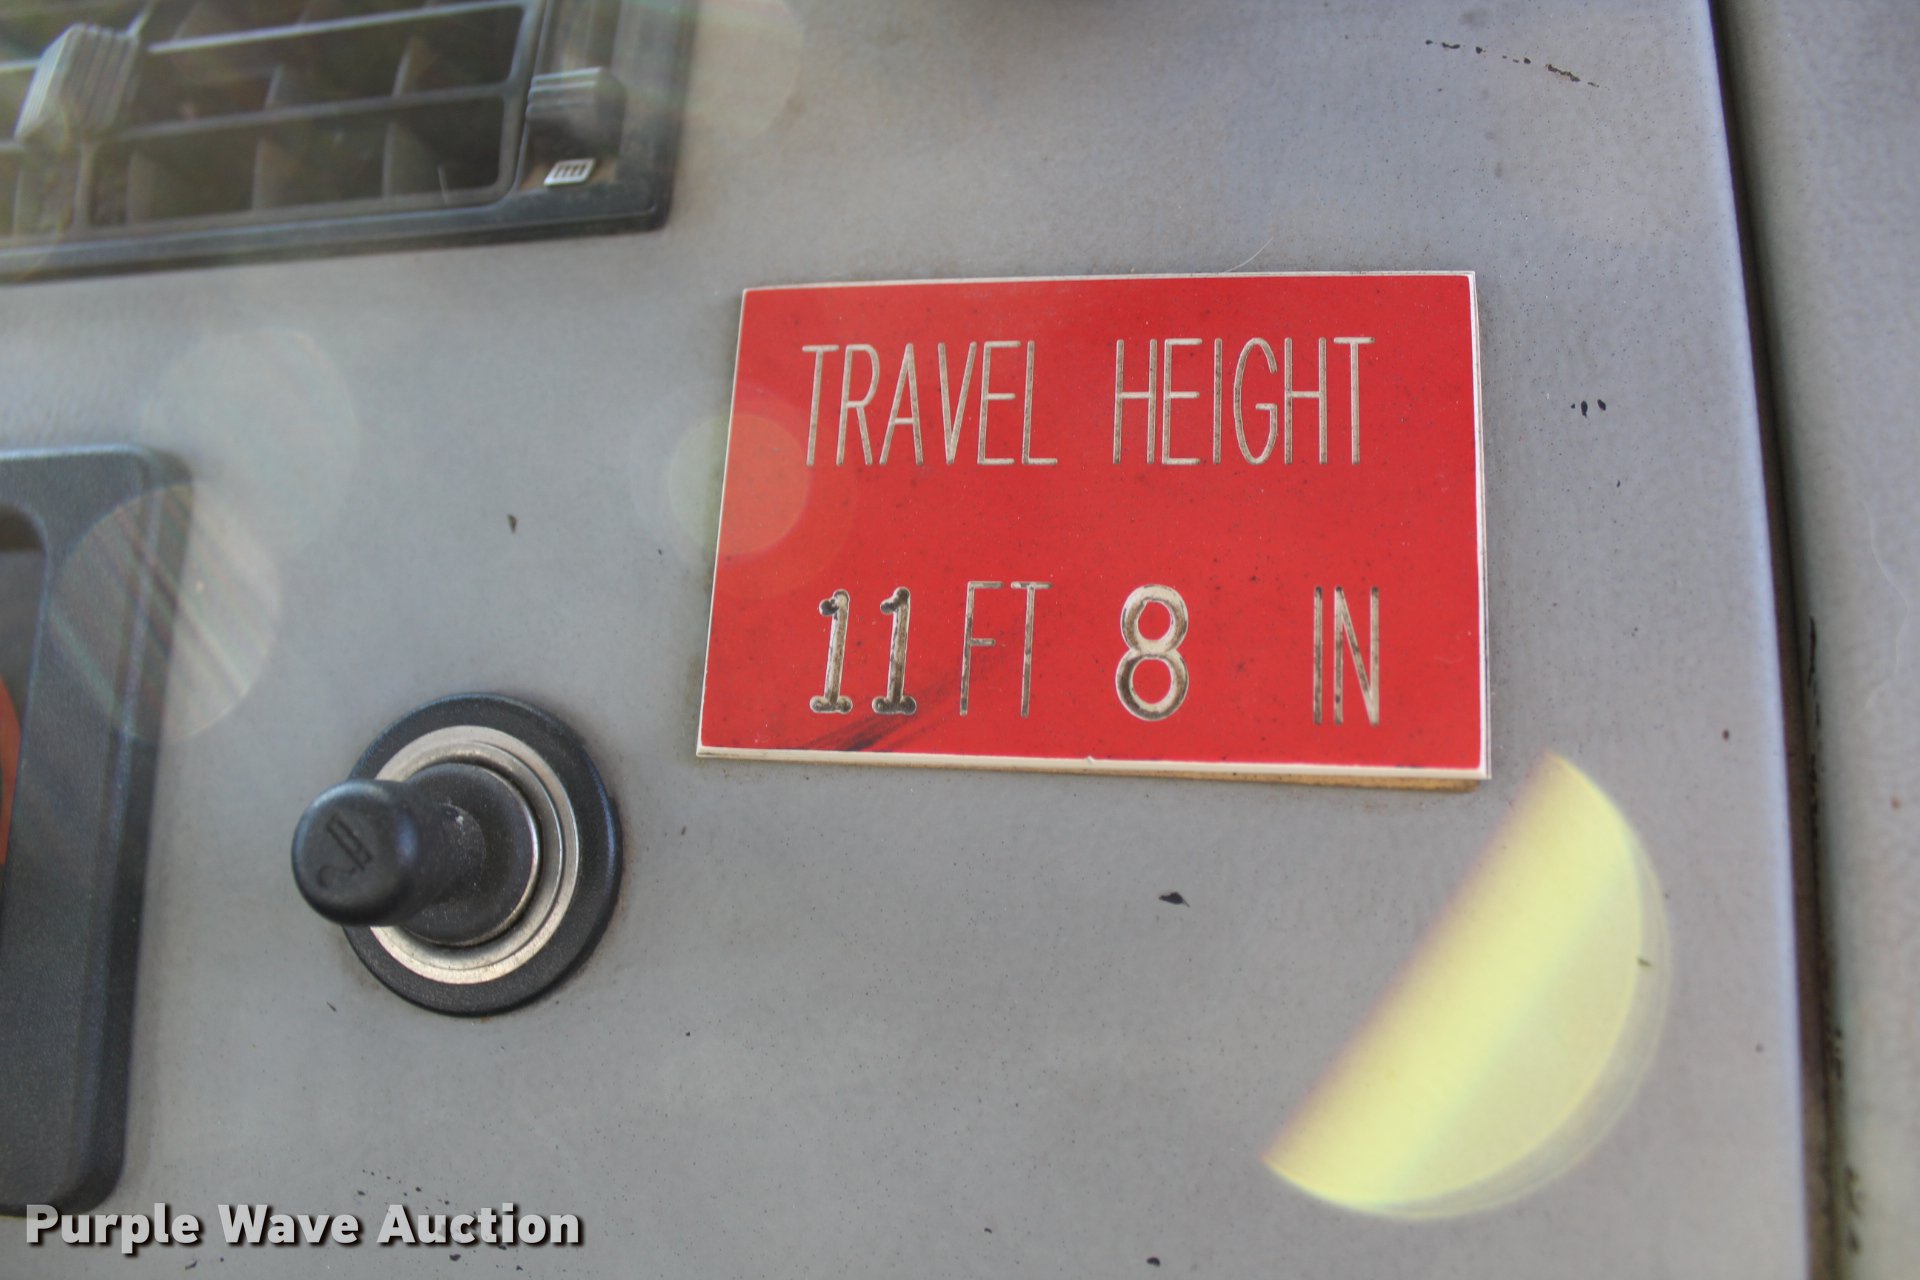 TRAVEL HEIGHT
11 FT 8 IN
Purple Wave Auction